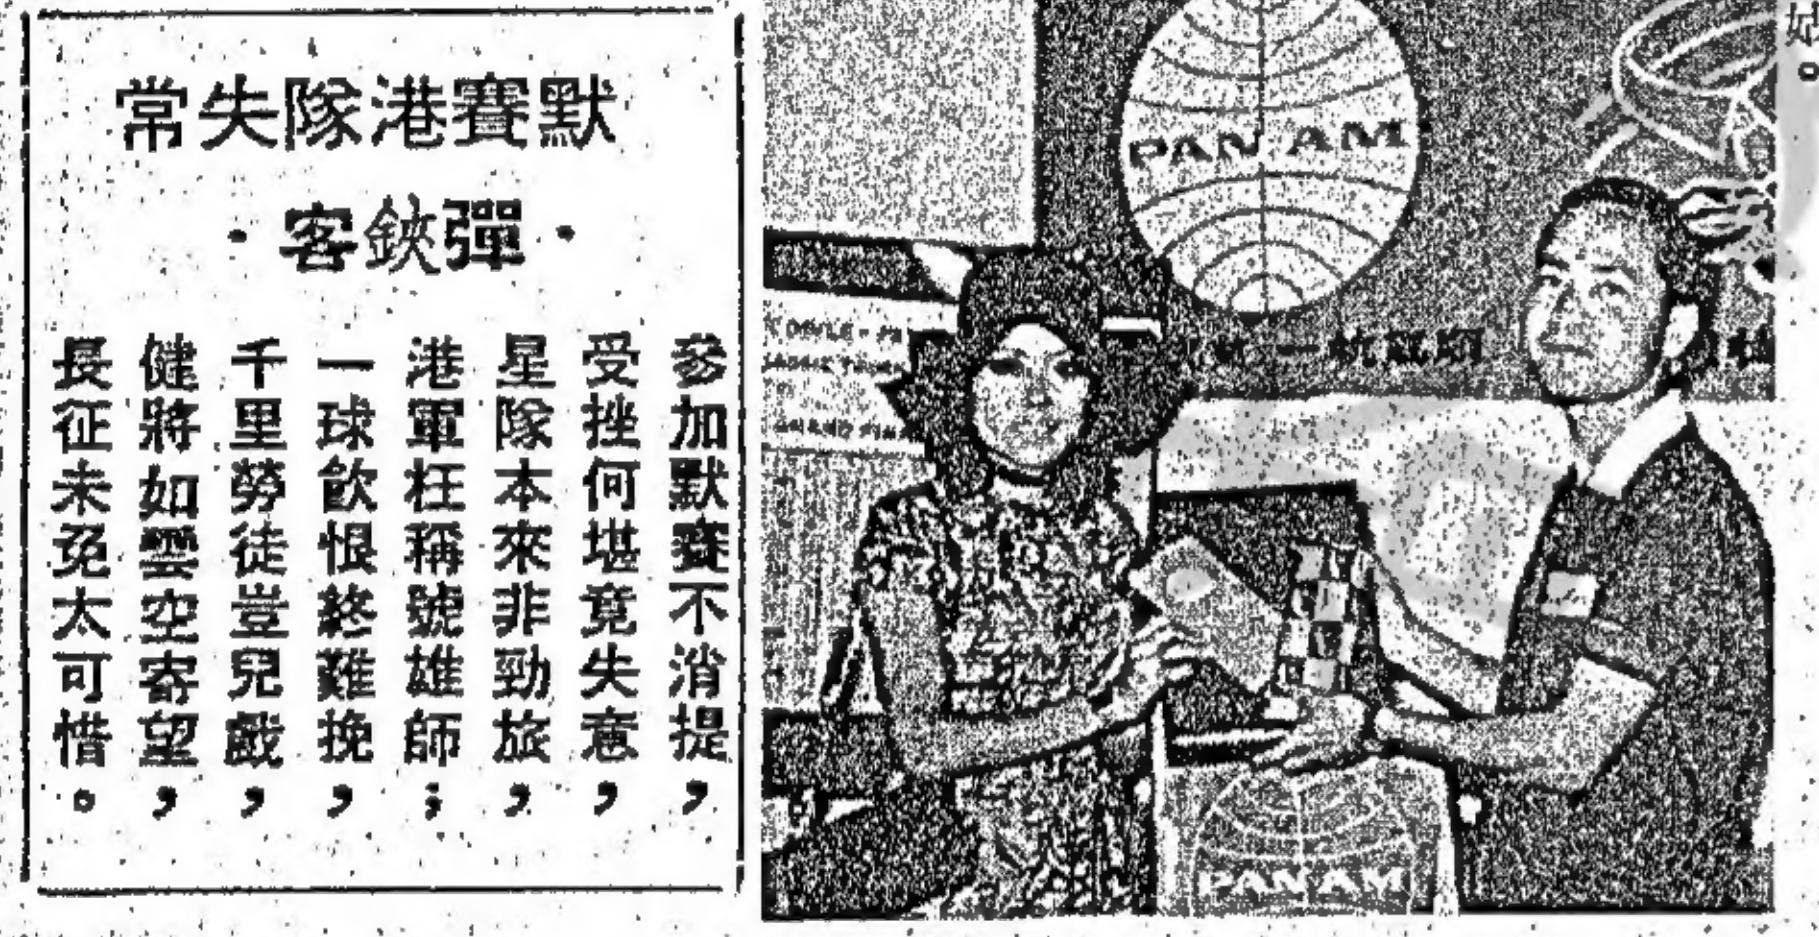 默賽港隊失常
·彈鋏客·
參加默賽不消提，
受挫何堪竟失意，
星隊本來非勁旅，
港軍枉稱號雄師；
一球飲恨終難挽，
千里勞徒豈兒戲，
健將如雲空寄望，
長征未免太可惜。
PAN AM
PAN AM